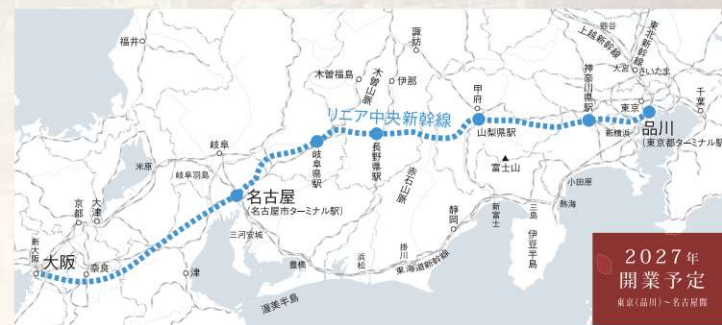 福井
諏訪
熊谷
上越新幹線
東北新幹線
大宮
さいたま
木曽福島
木曽山脈
伊那
甲府
神奈川県駅
東京
千葉
リニア中央新幹線
品川
(東京都ターミナル駅)
新横浜
山梨県駅
長野県駅
岐阜県駅
岐阜
米原
岐阜羽島
赤石山脈
富士山
小田原
熱海
名古屋
(名古屋市ターミナル駅)
京都
大津
静岡
新富士
三島
伊豆半島
三河安城
新大阪
大阪
奈良
津
豊橋
浜松
掛川
東海道新幹線
渥美半島
2027年
開業予定
東京(品川)〜名古屋間